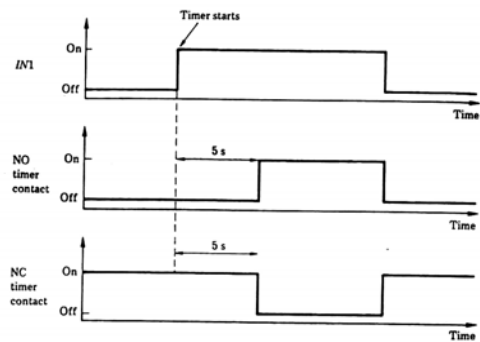 Timer starts
On
IN1
Off
Time
5 s
NO
On
timer
contact
Off
Time
5 s
NC
On
timer
contact
Off
Time